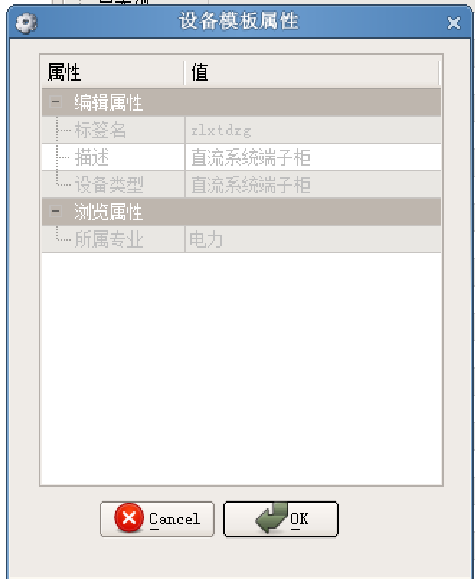 设备模板属性
属性 值
编辑属性
标签名 zlxtdzg
描述 直流系统端子柜
设备类型 直流系统端子柜
浏览属性
所属专业 电力
Cancel OK